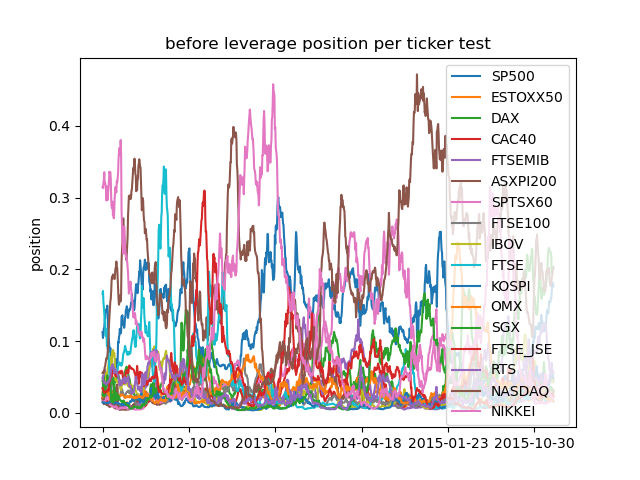 before leverage position per ticker test
position
0.4
0.3
0.2
0.1
0.0
2012-01-02 2012-10-08 2013-07-15 2014-04-18 2015-01-23 2015-10-30
SP500
ESTOXX50
DAX
CAC40
FTSEMIB
ASXPI200
SPTSX60
FTSE100
IBOV
FTSE
KOSPI
OMX
SGX
FTSE_JSE
RTS
NASDAQ
NIKKEI